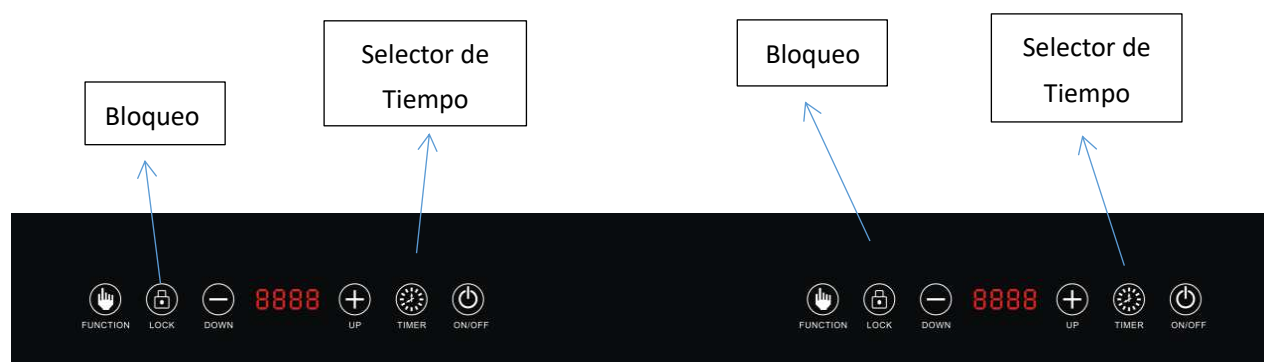 Selector de
Tiempo
Bloqueo
Bloqueo
Selector de
Tiempo
8888
FUNCTION LOCK DOWN UP TIMER ON/OFF
8888
FUNCTION LOCK DOWN UP TIMER ON/OFF